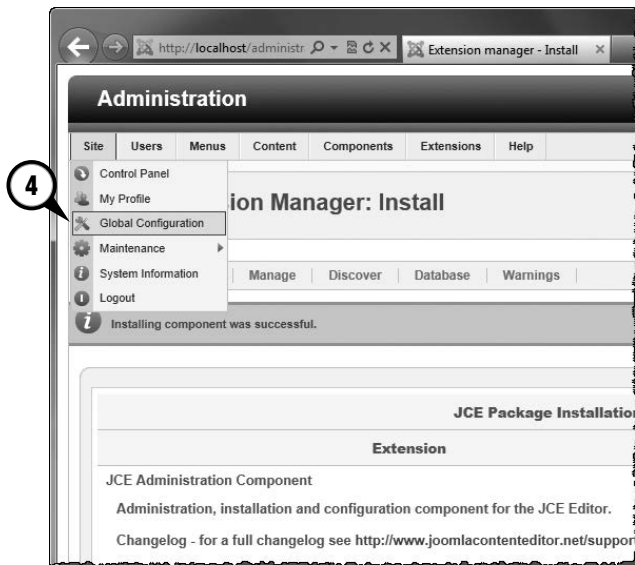 http://localhost/administr
Extension manager - Install
Administration
Site Users Menus Content Components Extensions Help
4
Control Panel
My Profile
Global Configuration
Maintenance
System Information
Logout
ion Manager: Install
Manage Discover Database Warnings
Installing component was successful.
JCE Package Installatio
Extension
JCE Administration Component
Administration, installation and configuration component for the JCE Editor.
Changelog - for a full changelog see http://www.joomlacontenteditor.net/suppor